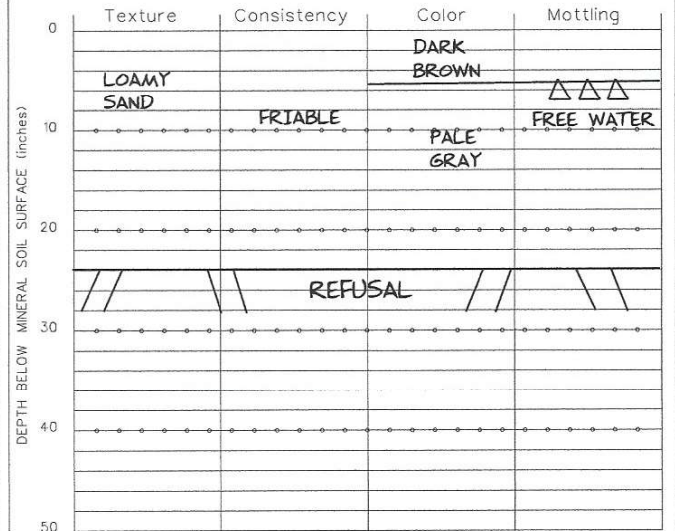 Texture Consistency Color Mottling
0
DARK
BROWN
LOAMY
SAND
FRIABLE
FREE WATER
10
PALE
GRAY
20
REFUSAL
30
40
50
DEPTH BELOW MINERAL SOIL SURFACE (inches)